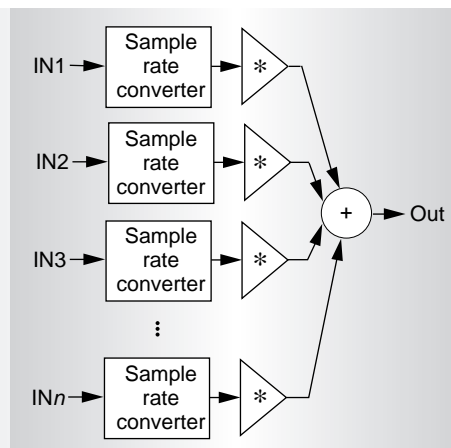 IN1
Sample
rate
converter
*
IN2
Sample
rate
converter
*
IN3
Sample
rate
converter
*
+
Out
...
INn
Sample
rate
converter
*